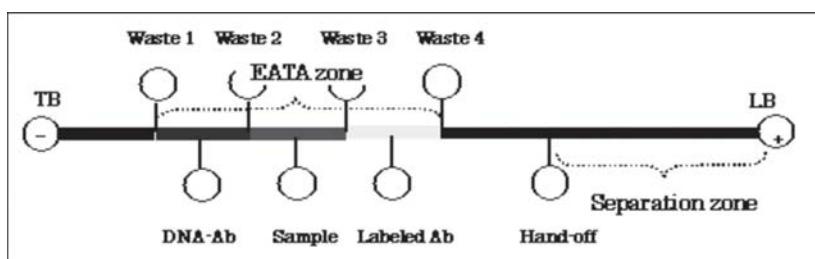 Waste 1 Waste 2 Waste 3 Waste 4
EATA zone
TB LB
- +
Separation zone
DNA-Ab Sample Labeled Ab Hand-off